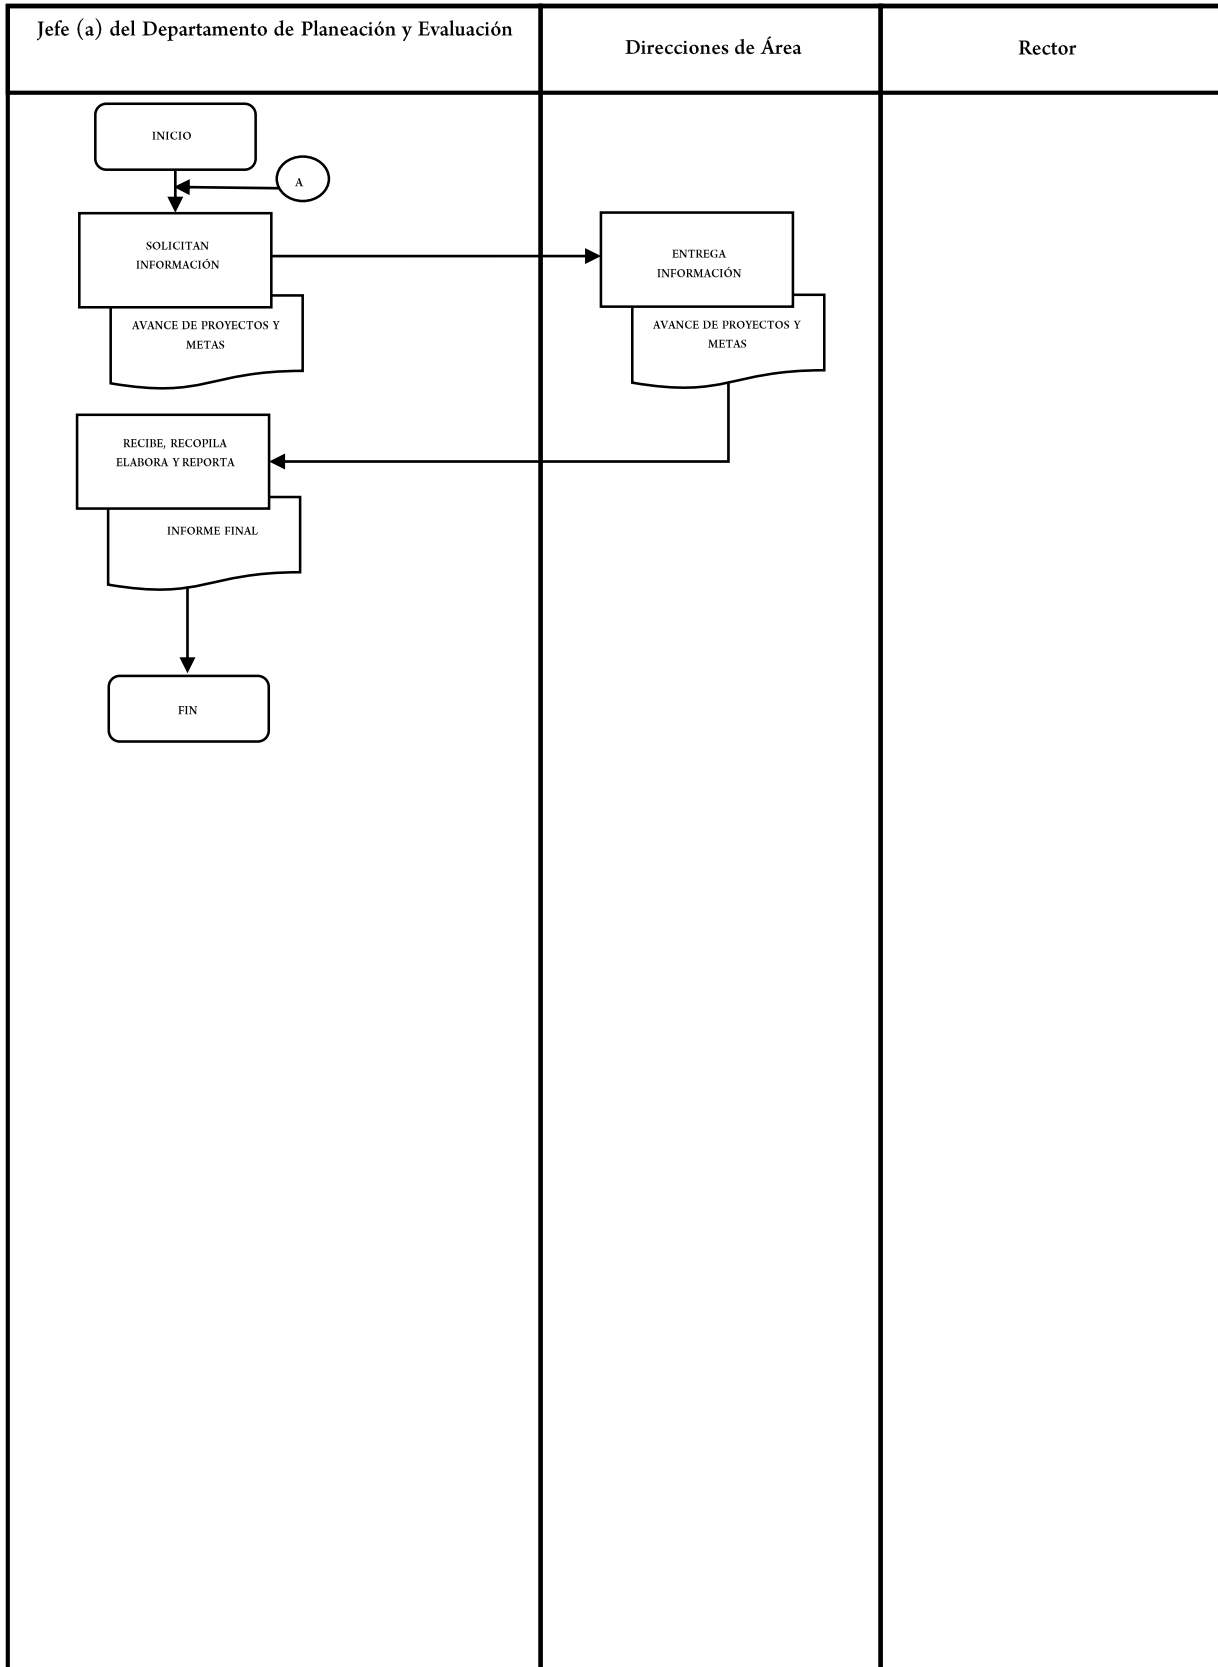 Jefe (a) del Departamento de Planeación y Evaluación
Direcciones de Área
Rector
INICIO
A
SOLICITAN
INFORMACIÓN
AVANCE DE PROYECTOS Y
METAS
ENTREGA
INFORMACIÓN
AVANCE DE PROYECTOS Y
METAS
RECIBE, RECOPILA
ELABORA Y REPORTA
INFORME FINAL
FIN